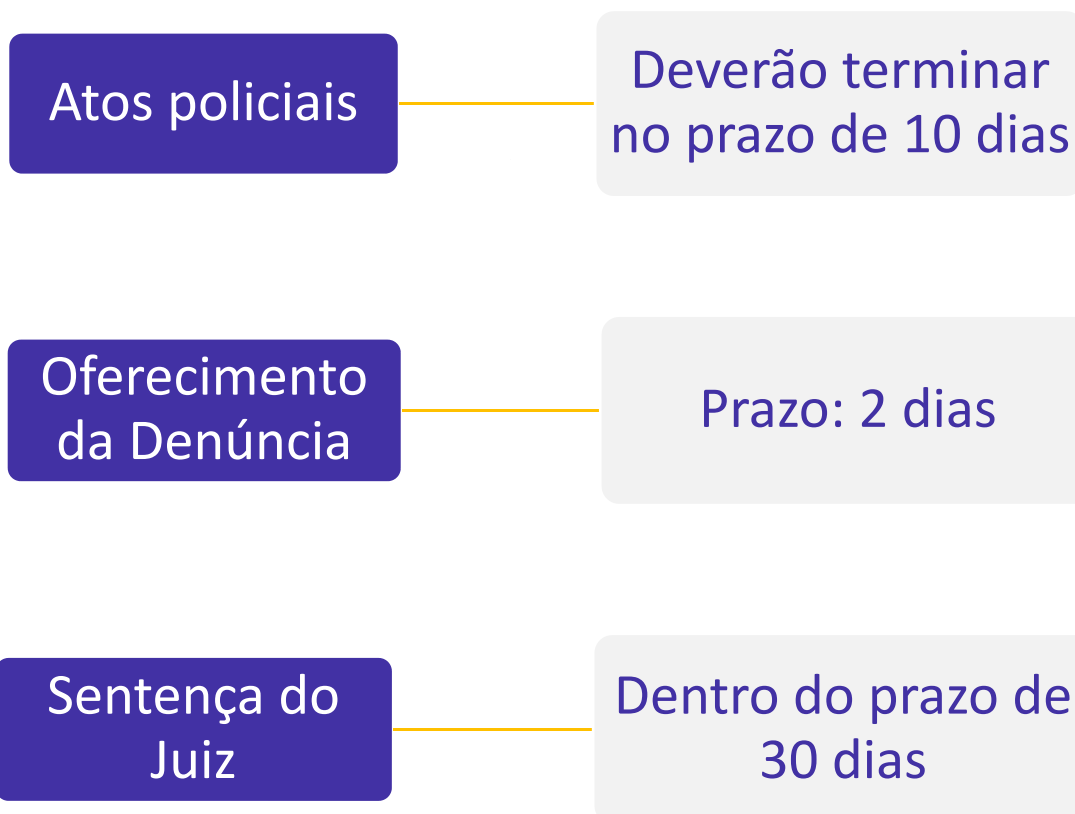 Atos policiais
Deverão terminar
no prazo de 10 dias
Oferecimento
da Denúncia
Prazo: 2 dias
Sentença do
Juiz
Dentro do prazo de
30 dias